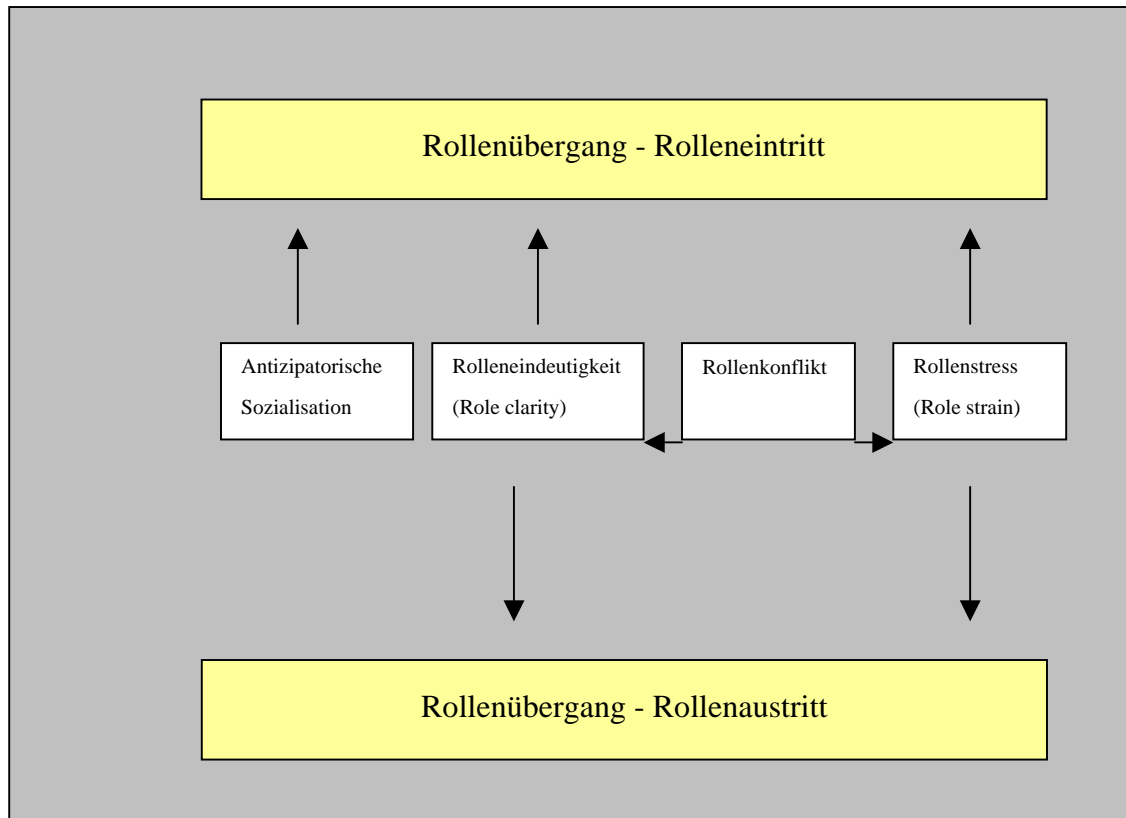 Rollenübergang - Rolleneintritt
Antizipatorische
Sozialisation
Rolleneindeutigkeit
(Role clarity)
Rollenkonflikt
Rollenstress
(Role strain)
Rollenübergang - Rollenaustritt